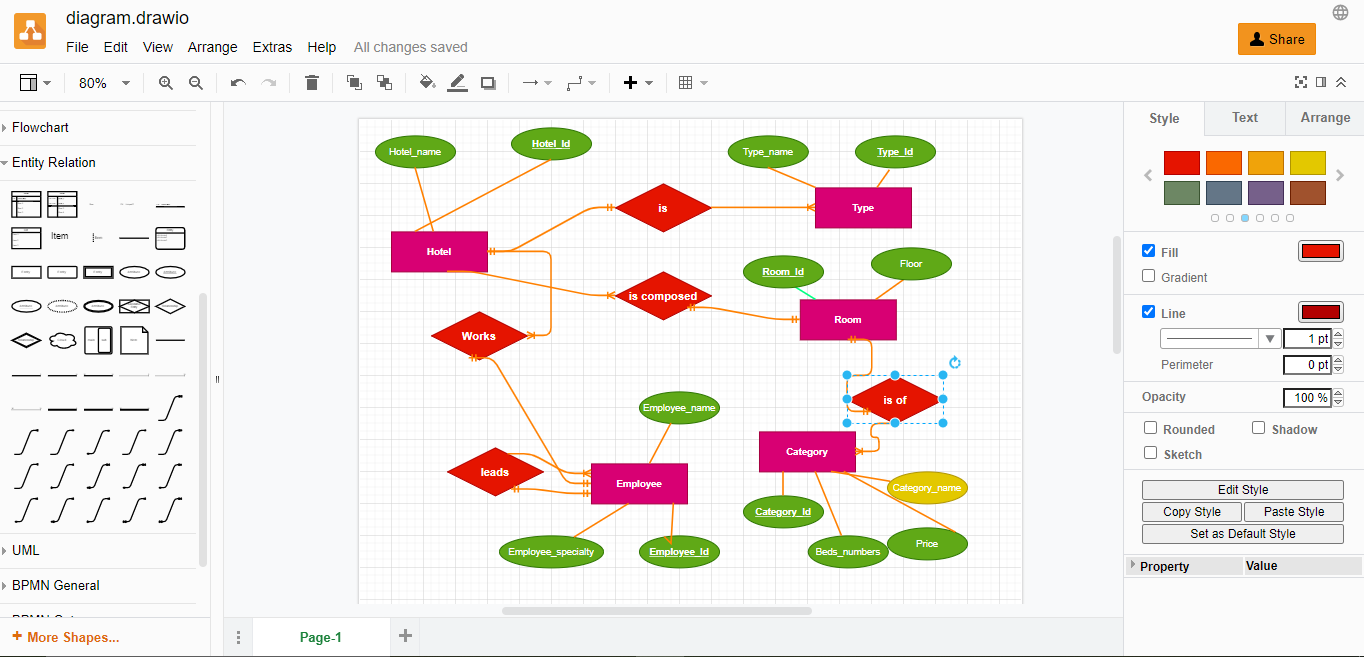 diagram.drawio
File Edit View Arrange Extras Help All changes saved
Share
80%
Flowchart
Entity Relation
Item
UML
BPMN General
+ More Shapes...
Hotel_name
Hotel_Id
Type_name
Type_Id
is
Type
Hotel
Room_Id
Floor
is composed
Room
Works
is of
Employee_name
Category
leads
Employee
Category_name
Category_Id
Employee_specialty
Employee_Id
Beds_numbers
Price
Page-1
Style Text Arrange
Fill
Gradient
Line
1 pt
Perimeter 0 pt
Opacity 100 %
Rounded Shadow
Sketch
Edit Style
Copy Style Paste Style
Set as Default Style
Property Value